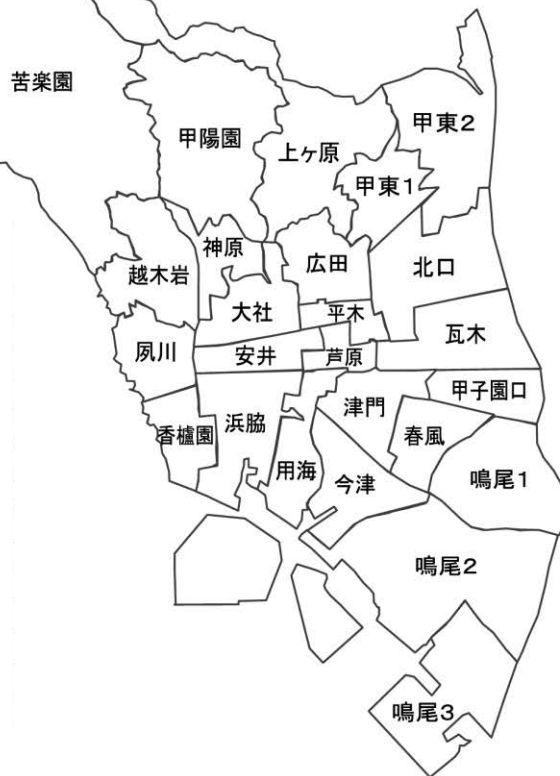 苦楽園
甲陽園
上ヶ原
甲東2
甲東1
神原
広田
北口
越木岩
大社
平木
瓦木
夙川
安井
芦原
甲子園口
香櫨園
浜脇
津門
春風
用海
今津
鳴尾1
鳴尾2
鳴尾3